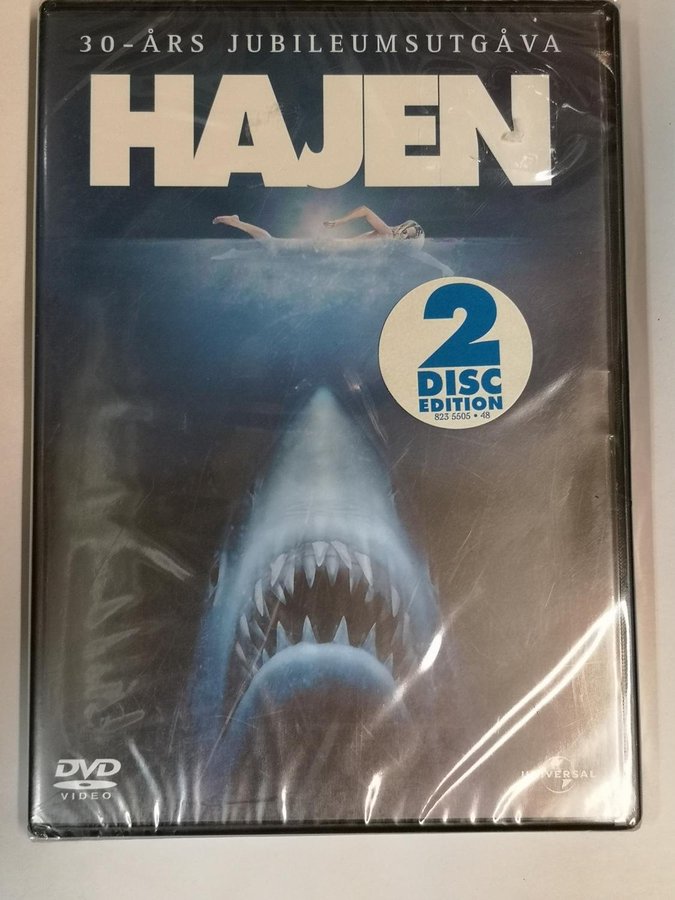 30-ÅRS JUBILEUMSUTGÅVA
HAJEN
2
DISC
EDITION
823 5505 • 48
DVD
VIDEO
UNIVERSAL